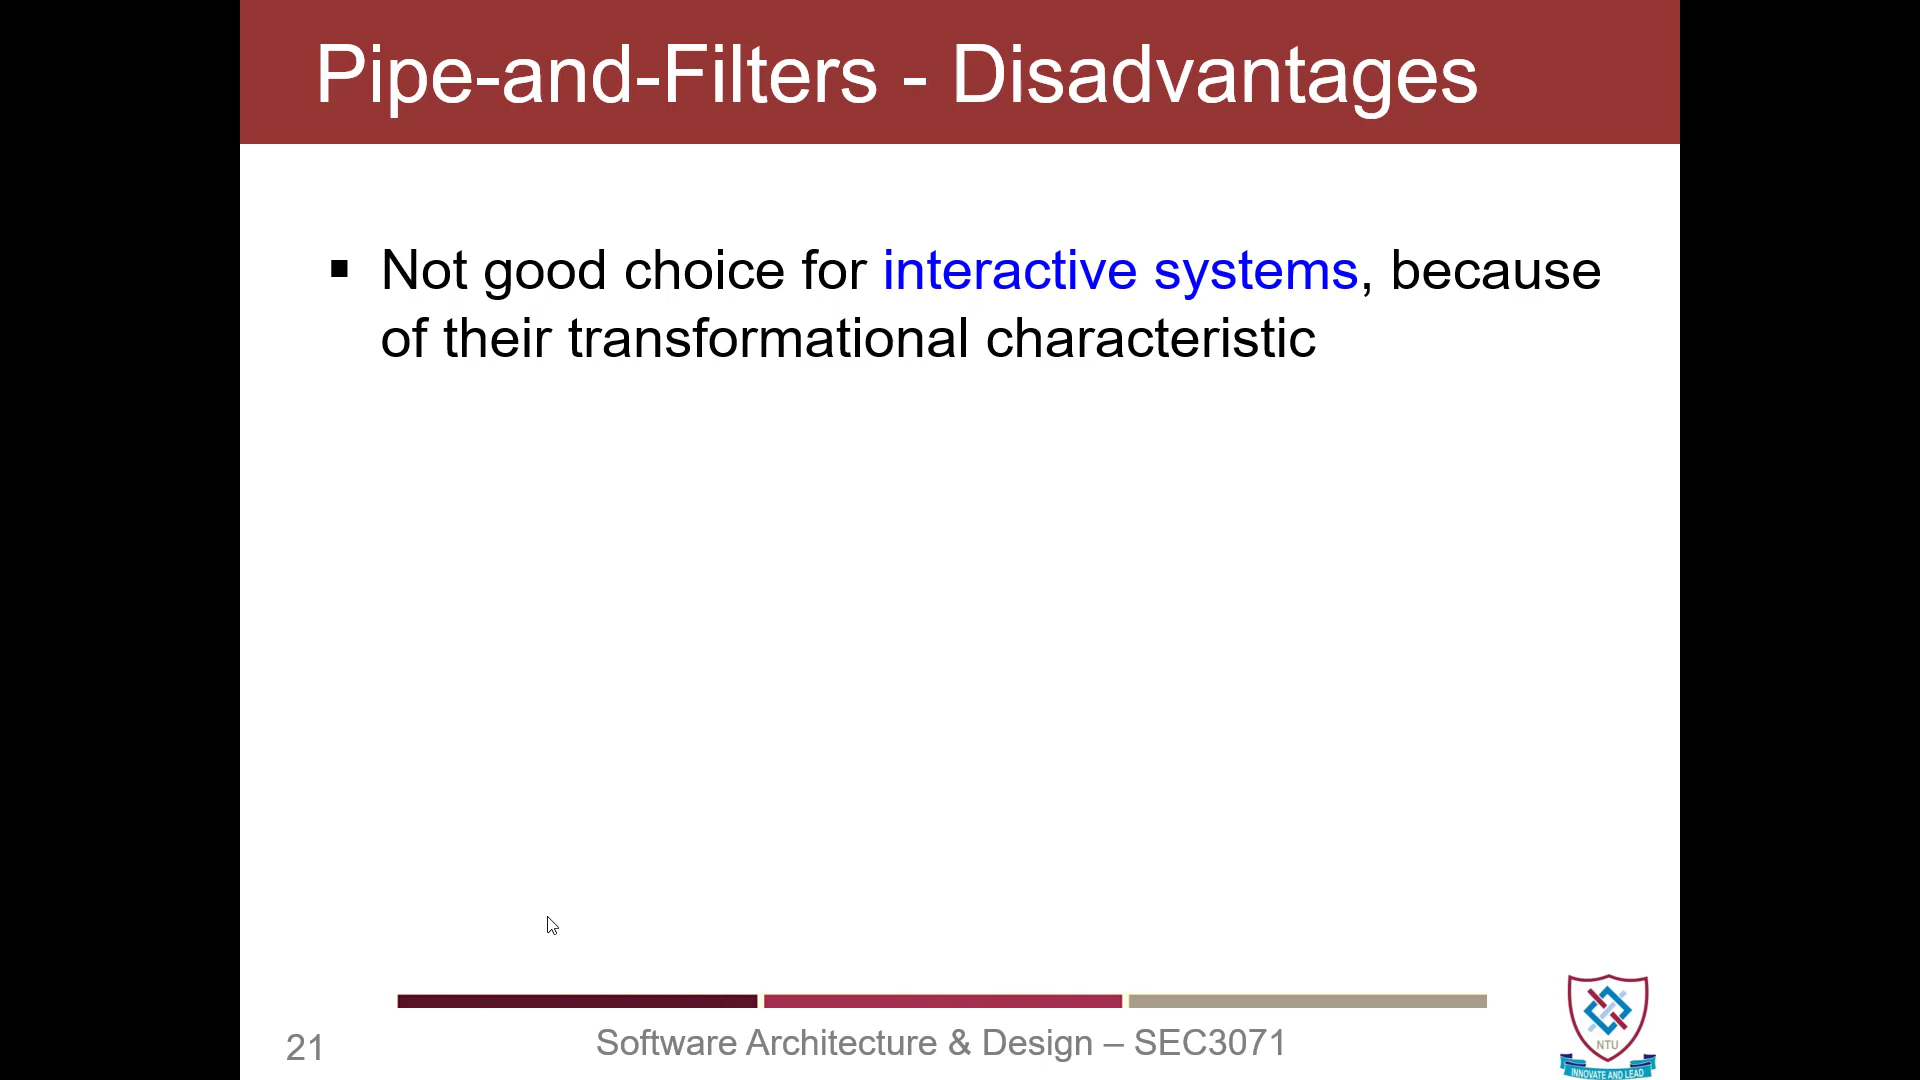 Pipe-and-Filters - Disadvantages
▪ Not good choice for interactive systems, because
of their transformational characteristic
21
Software Architecture & Design – SEC3071
NTU
INNOVATE AND LEAD